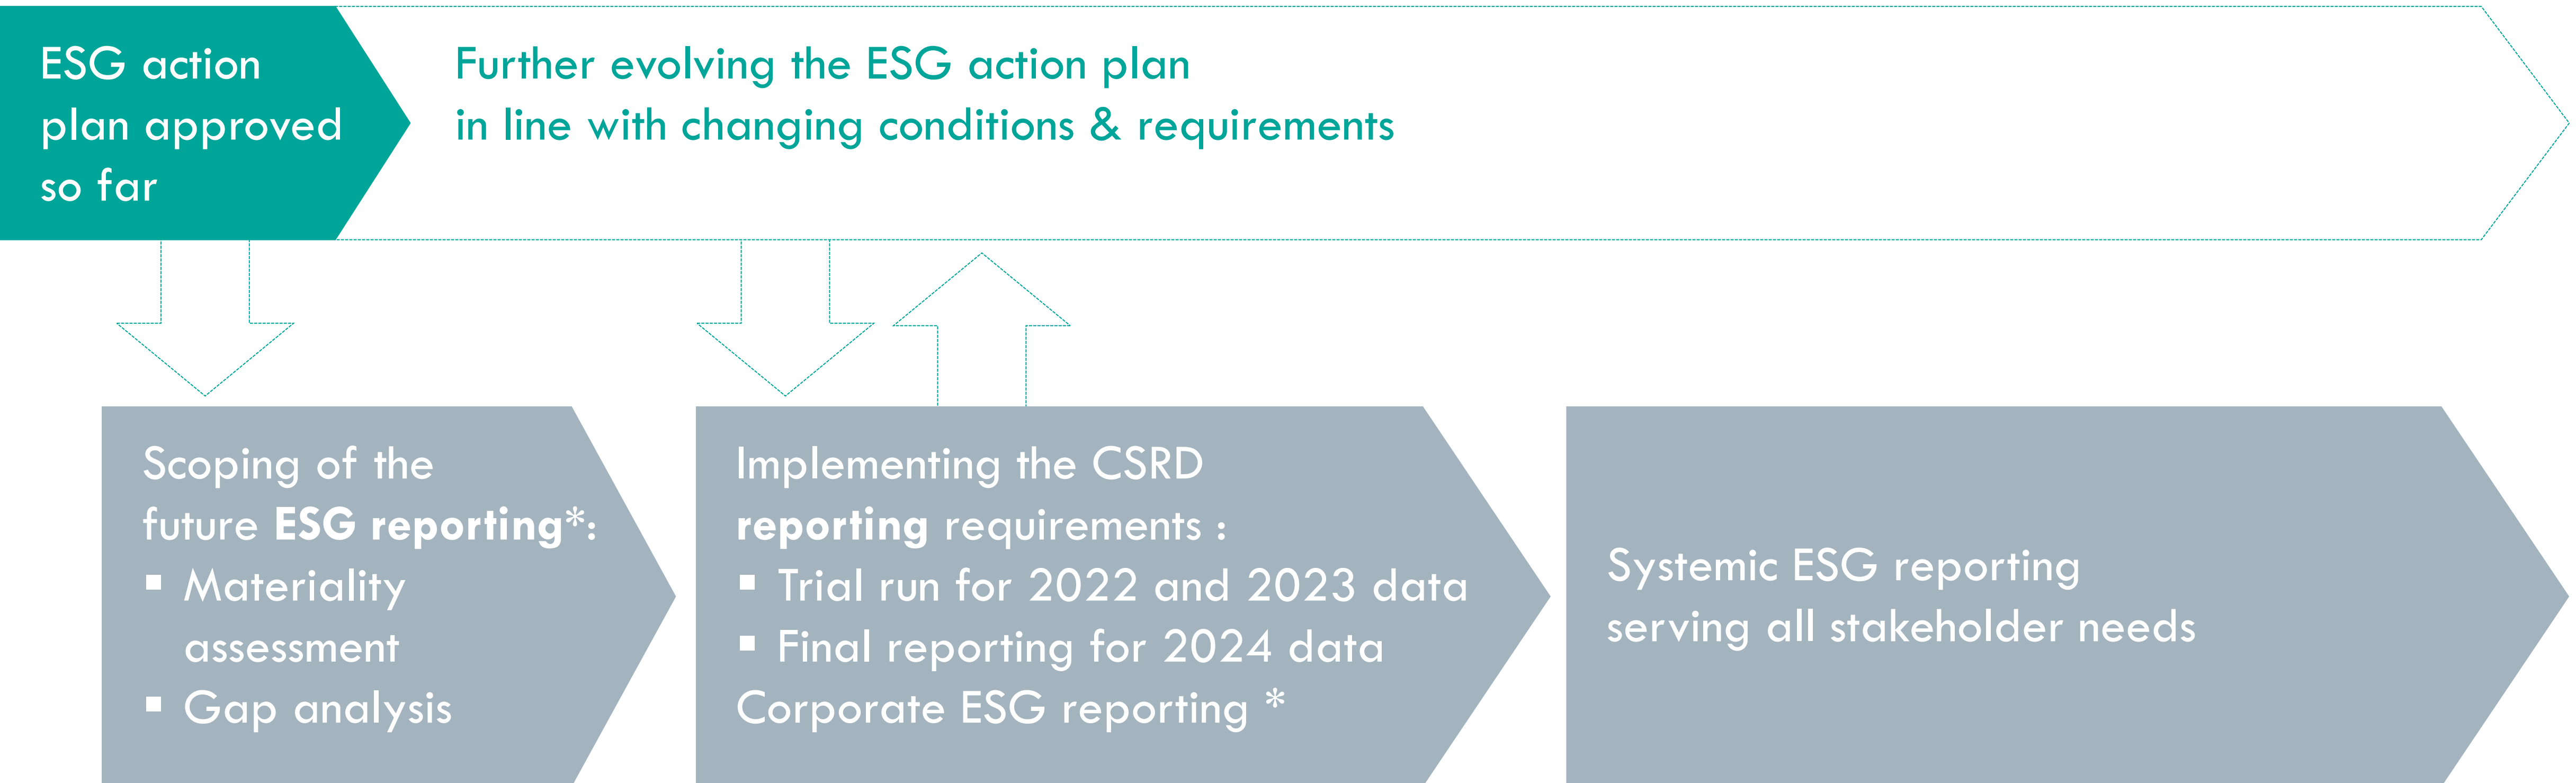 ESG action
plan approved
so far
Further evolving the ESG action plan
in line with changing conditions & requirements
Scoping of the
future ESG reporting*:
▪ Materiality
assessment
▪ Gap analysis
Implementing the CSRD
reporting requirements :
▪ Trial run for 2022 and 2023 data
▪ Final reporting for 2024 data
Corporate ESG reporting *
Systemic ESG reporting
serving all stakeholder needs